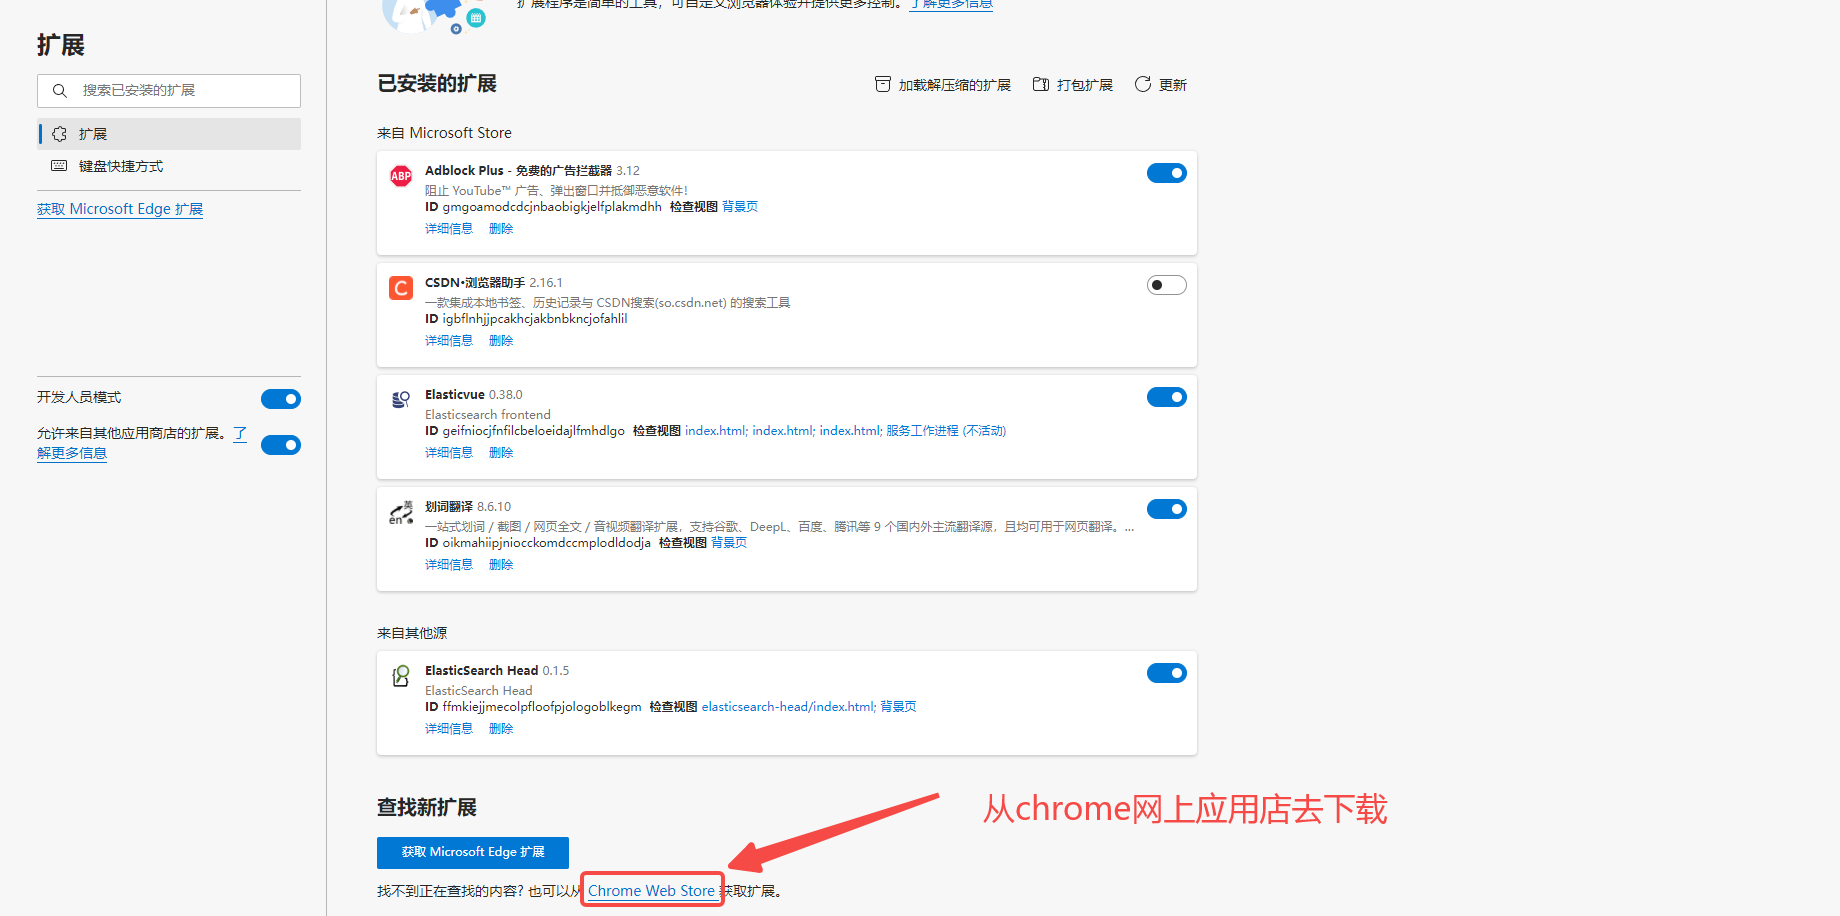 扩展程序是简单的工具，可自定义浏览器体验并提供更多控制。了解更多信息
扩展
搜索已安装的扩展
扩展
键盘快捷方式
获取 Microsoft Edge 扩展
开发人员模式
允许来自其他应用商店的扩展。了
解更多信息
已安装的扩展
加载解压缩的扩展
打包扩展
更新
来自 Microsoft Store
ABP
Adblock Plus - 免费的广告拦截器 3.12
阻止 YouTube™ 广告、弹出窗口并抵御恶意软件！
ID gmgoamodcdcjnbaobigkjelfplakmdhh 检查视图 背景页
详细信息 删除
C
CSDN·浏览器助手 2.16.1
一款集成本地书签、历史记录与 CSDN搜索(so.csdn.net) 的搜索工具
ID igbflnhjjpcakhcjakbnbkncjofahlil
详细信息 删除
Elasticvue 0.38.0
Elasticsearch frontend
ID geifniocjfnfilcbeloeidajlfmhdlgo 检查视图 index.html; index.html; index.html; 服务工作进程 (不活动)
详细信息 删除
英
en
划词翻译 8.6.10
一站式划词 / 截图 / 网页全文 / 音视频翻译扩展，支持谷歌、DeepL、百度、腾讯等 9 个国内外主流翻译源，且均可用于网页翻译。...
ID oikmahiipjniocckomdccmplodldodja 检查视图 背景页
详细信息 删除
来自其他源
ElasticSearch Head 0.1.5
ElasticSearch Head
ID ffmkiejjmecolpfloofpjologoblkegm 检查视图 elasticsearch-head/index.html; 背景页
详细信息 删除
查找新扩展
从chrome网上应用店去下载
获取 Microsoft Edge 扩展
找不到正在查找的内容? 也可以从 Chrome Web Store 获取扩展。